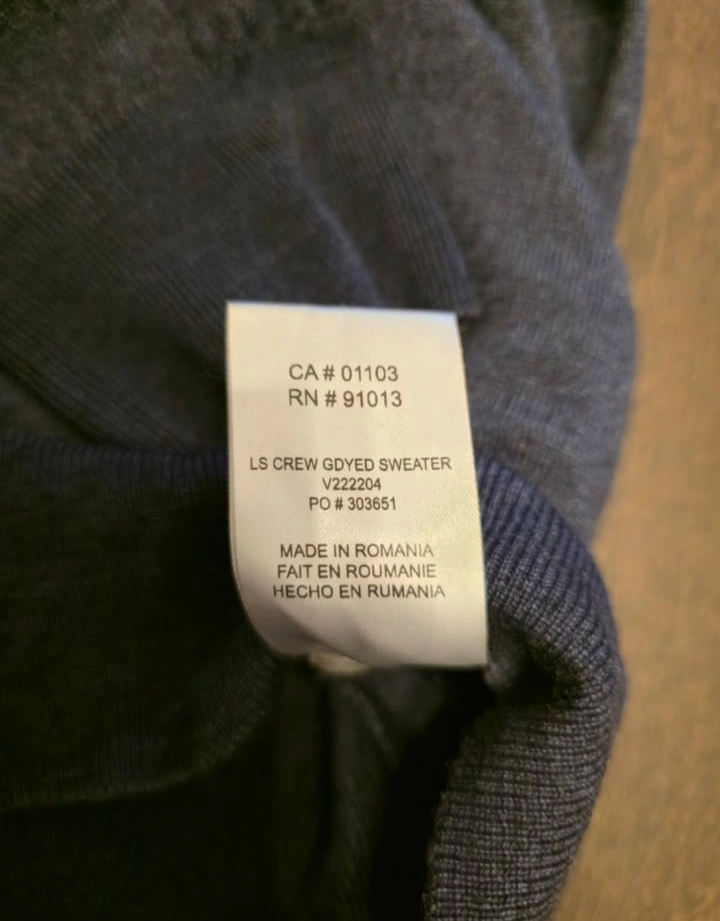 CA # 01103
RN # 91013
LS CREW GDYED SWEATER
V222204
PO # 303651
MADE IN ROMANIA
FAIT EN ROUMANIE
HECHO EN RUMANIA